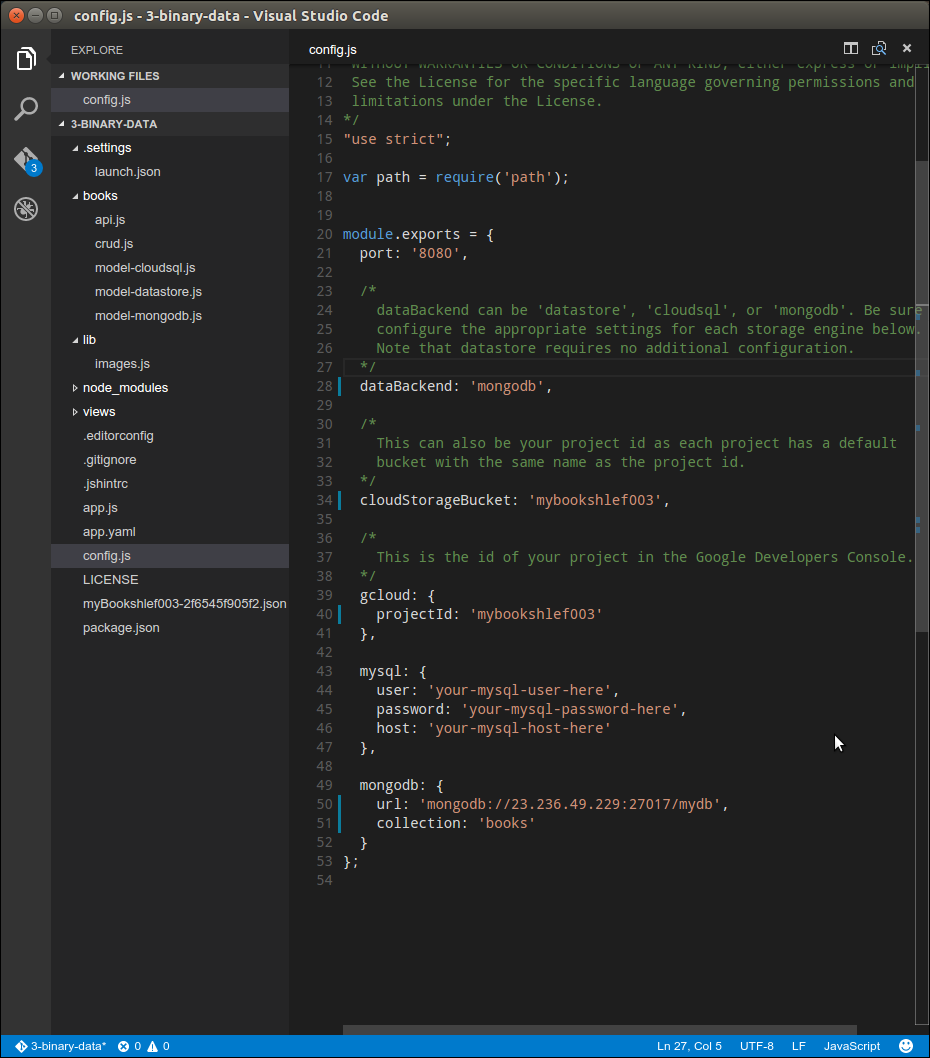 config.js - 3-binary-data - Visual Studio Code
EXPLORE
WORKING FILES
config.js
3-BINARY-DATA
.settings
launch.json
books
api.js
crud.js
model-cloudsql.js
model-datastore.js
model-mongodb.js
lib
images.js
node_modules
views
.editorconfig
.gitignore
.jshintrc
app.js
app.yaml
config.js
LICENSE
myBookshlef003-2f6545f905f2.json
package.json
3
config.js
11 WITHOUT WARRANTIES OR CONDITIONS OF ANY KIND, either express or impli
12 See the License for the specific language governing permissions and
13 limitations under the License.
14 */
15 "use strict";
16
17 var path = require('path');
18
19
20 module.exports = {
21 port: '8080',
22
23 /*
24 dataBackend can be 'datastore', 'cloudsql', or 'mongodb'. Be sure
25 configure the appropriate settings for each storage engine below.
26 Note that datastore requires no additional configuration.
27 */
28 dataBackend: 'mongodb',
29
30 /*
31 This can also be your project id as each project has a default
32 bucket with the same name as the project id.
33 */
34 cloudStorageBucket: 'mybookshlef003',
35
36 /*
37 This is the id of your project in the Google Developers Console.
38 */
39 gcloud: {
40 projectId: 'mybookshlef003'
41 },
42
43 mysql: {
44 user: 'your-mysql-user-here',
45 password: 'your-mysql-password-here',
46 host: 'your-mysql-host-here'
47 },
48
49 mongodb: {
50 url: 'mongodb://23.236.49.229:27017/mydb',
51 collection: 'books'
52 }
53 };
54
3-binary-data* 0 0 Ln 27, Col 5 UTF-8 LF JavaScript